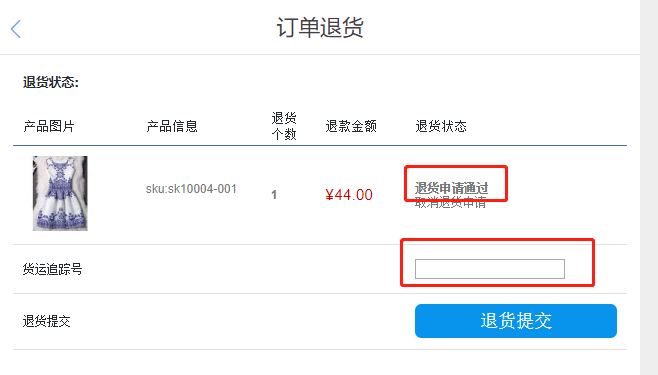 订单退货
退货状态:
产品图片 产品信息 退货个数 退款金额 退货状态
sku:sk10004-001 1 ¥44.00 退货申请通过
取消退货申请
货运追踪号
退货提交 退货提交